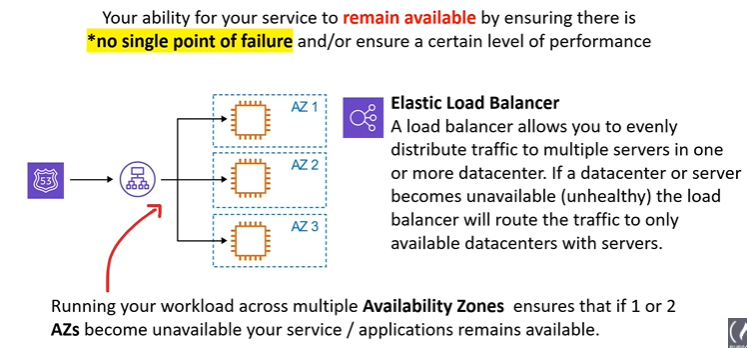 Your ability for your service to remain available by ensuring there is
*no single point of failure and/or ensure a certain level of performance
AZ 1
AZ 2
AZ 3
53
Elastic Load Balancer
A load balancer allows you to evenly
distribute traffic to multiple servers in one
or more datacenter. If a datacenter or server
becomes unavailable (unhealthy) the load
balancer will route the traffic to only
available datacenters with servers.
Running your workload across multiple Availability Zones ensures that if 1 or 2
AZs become unavailable your service / applications remains available.